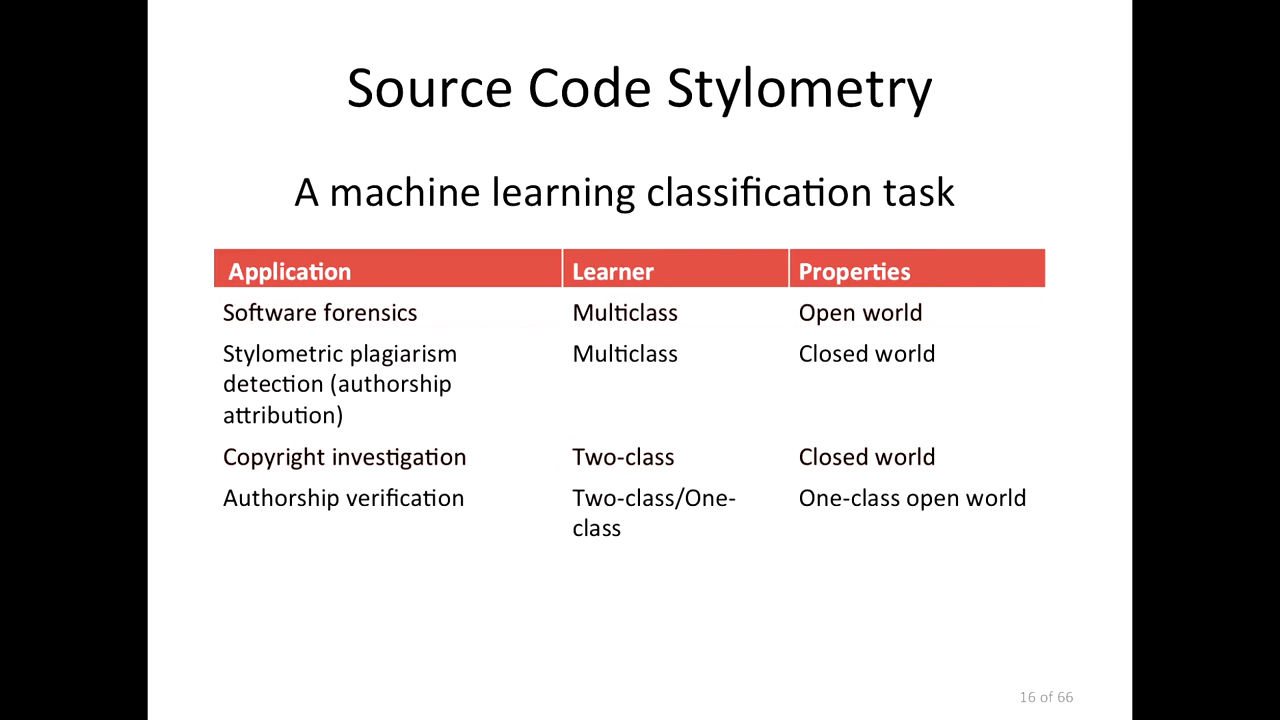 Source Code Stylometry
A machine learning classification task
Application Learner Properties
Software forensics Multiclass Open world
Stylometric plagiarism Multiclass Closed world
detection (authorship
attribution)
Copyright investigation Two-class Closed world
Authorship verification Two-class/One- One-class open world
class
16 of 66